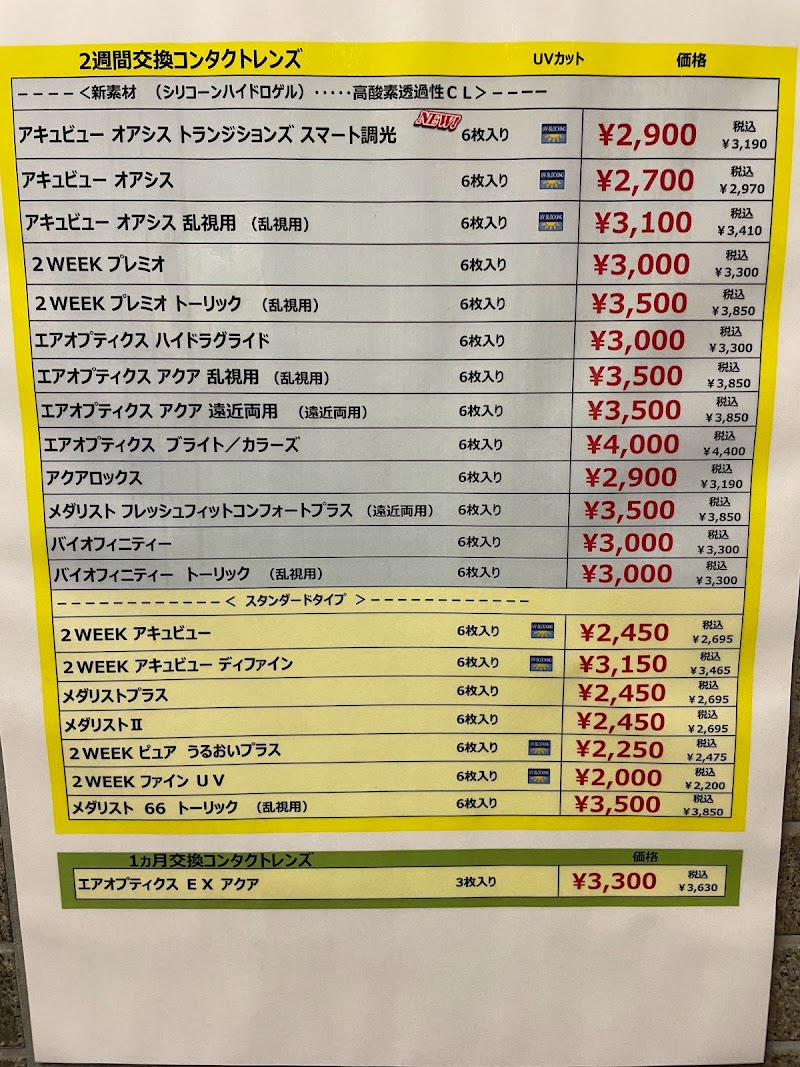 2週間交換コンタクトレンズ UVカット 価格
－－－－＜新素材 （シリコーンハイドロゲル）‥‥‥高酸素透過性ＣＬ＞－－－－
アキュビュー オアシス トランジションズ スマート調光 NEW! 6枚入り UV BLOCKING ¥2,900 税込 ¥3,190
アキュビュー オアシス 6枚入り UV BLOCKING ¥2,700 税込 ¥2,970
アキュビュー オアシス 乱視用 （乱視用） 6枚入り UV BLOCKING ¥3,100 税込 ¥3,410
２WEEK プレミオ 6枚入り ¥3,000 税込 ¥3,300
２WEEK プレミオ トーリック （乱視用） 6枚入り ¥3,500 税込 ¥3,850
エアオプティクス ハイドラグライド 6枚入り ¥3,000 税込 ¥3,300
エアオプティクス アクア 乱視用 （乱視用） 6枚入り ¥3,500 税込 ¥3,850
エアオプティクス アクア 遠近両用 （遠近両用） 6枚入り ¥3,500 税込 ¥3,850
エアオプティクス ブライト／カラーズ 6枚入り ¥4,000 税込 ¥4,400
アクアロックス 6枚入り ¥2,900 税込 ¥3,190
メダリスト フレッシュフィットコンフォートプラス （遠近両用） 6枚入り ¥3,500 税込 ¥3,850
バイオフィニティー 6枚入り ¥3,000 税込 ¥3,300
バイオフィニティー トーリック （乱視用） 6枚入り ¥3,000 税込 ¥3,300
－－－－－－－－－－－－＜ スタンダードタイプ ＞－－－－－－－－－－－－
２WEEK アキュビュー 6枚入り UV BLOCKING ¥2,450 税込 ¥2,695
２WEEK アキュビュー ディファイン 6枚入り UV BLOCKING ¥3,150 税込 ¥3,465
メダリストプラス 6枚入り ¥2,450 税込 ¥2,695
メダリストⅡ 6枚入り ¥2,450 税込 ¥2,695
２WEEK ピュア うるおいプラス 6枚入り UV BLOCKING ¥2,250 税込 ¥2,475
２WEEK ファイン ＵＶ 6枚入り UV BLOCKING ¥2,000 税込 ¥2,200
メダリスト 66 トーリック （乱視用） 6枚入り ¥3,500 税込 ¥3,850
1ヵ月交換コンタクトレンズ 価格
エアオプティクス ＥＸ アクア 3枚入り ¥3,300 税込 ¥3,630